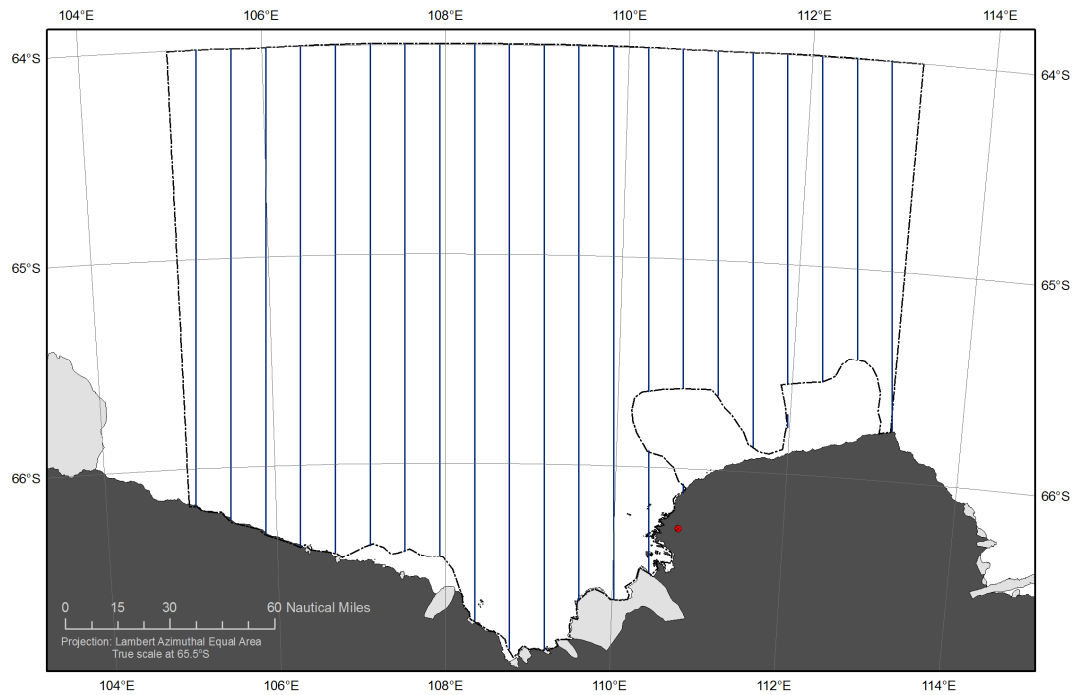 104°E 106°E 108°E 110°E 112°E 114°E
64°S 64°S
65°S 65°S
66°S 66°S
0 15 30 60 Nautical Miles
Projection: Lambert Azimuthal Equal Area
True scale at 65.5°S
104°E 106°E 108°E 110°E 112°E 114°E